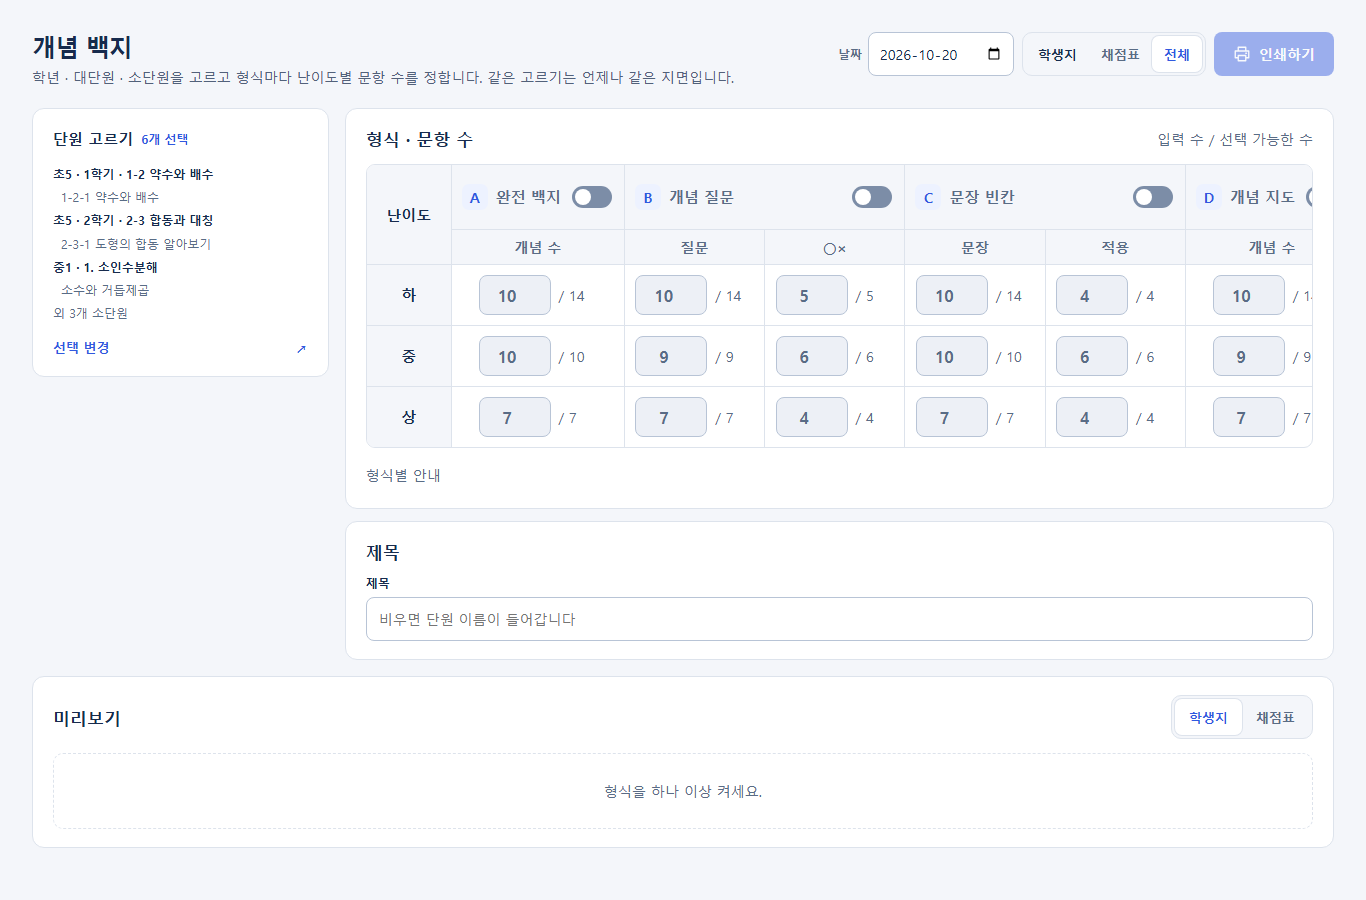 개념 백지
학년 · 대단원 · 소단원을 고르고 형식마다 난이도별 문항 수를 정합니다. 같은 고르기는 언제나 같은 지면입니다.
날짜 2026-10-20 학생지 채점표 전체 인쇄하기
단원 고르기 6개 선택
초5 · 1학기 · 1-2 약수와 배수
1-2-1 약수와 배수
초5 · 2학기 · 2-3 합동과 대칭
2-3-1 도형의 합동 알아보기
중1 · 1. 소인수분해
소수와 거듭제곱
외 3개 소단원
선택 변경 ↗
형식 · 문항 수 입력 수 / 선택 가능한 수
난이도 A 완전 백지 B 개념 질문 C 문장 빈칸 D 개념 지도
개념 수 질문 ○× 문장 적용 개념 수
하 10 / 14 10 / 14 5 / 5 10 / 14 4 / 4 10 / 1
중 10 / 10 9 / 9 6 / 6 10 / 10 6 / 6 9 / 9
상 7 / 7 7 / 7 4 / 4 7 / 7 4 / 4 7 / 7
형식별 안내
제목
제목
비우면 단원 이름이 들어갑니다
미리보기 학생지 채점표
형식을 하나 이상 켜세요.